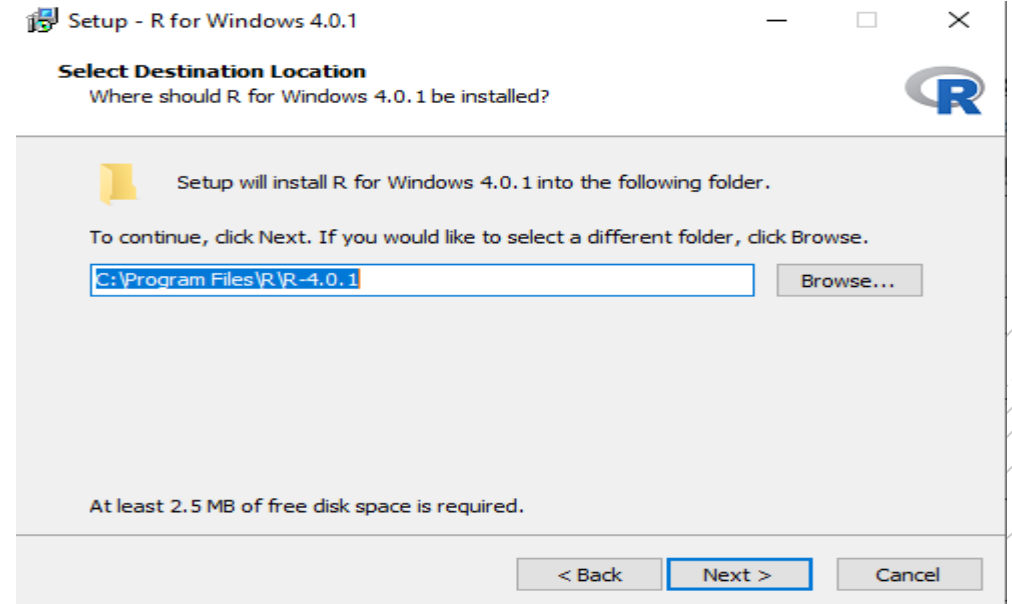 Setup - R for Windows 4.0.1
Select Destination Location
Where should R for Windows 4.0.1 be installed?
R
Setup will install R for Windows 4.0.1 into the following folder.
To continue, click Next. If you would like to select a different folder, click Browse.
C:\Program Files\R\R-4.0.1
Browse...
At least 2.5 MB of free disk space is required.
< Back
Next >
Cancel